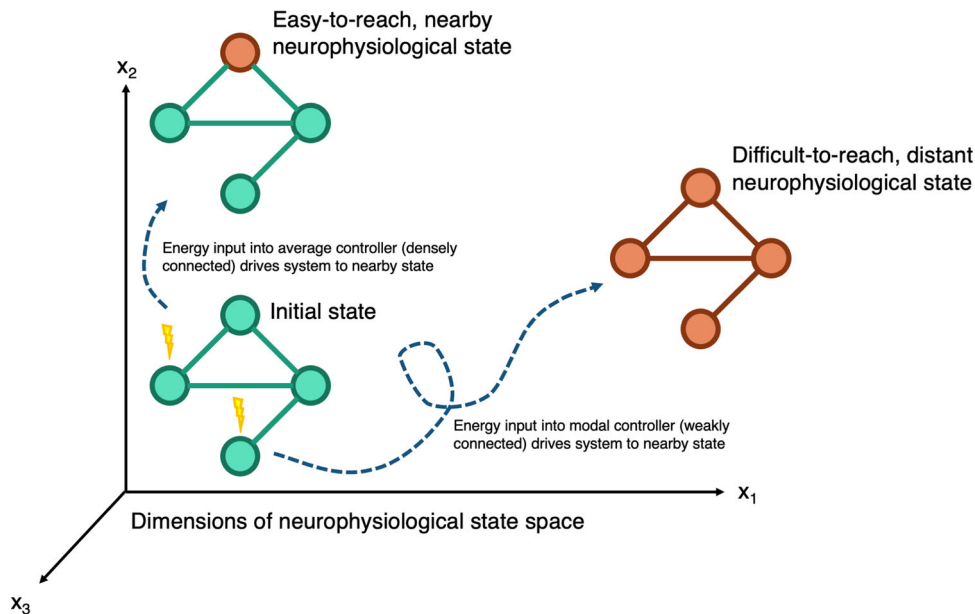 Easy-to-reach, nearby
neurophysiological state
x2
Difficult-to-reach, distant
neurophysiological state
Energy input into average controller (densely
connected) drives system to nearby state
Initial state
Energy input into modal controller (weakly
connected) drives system to nearby state
x1
Dimensions of neurophysiological state space
x3